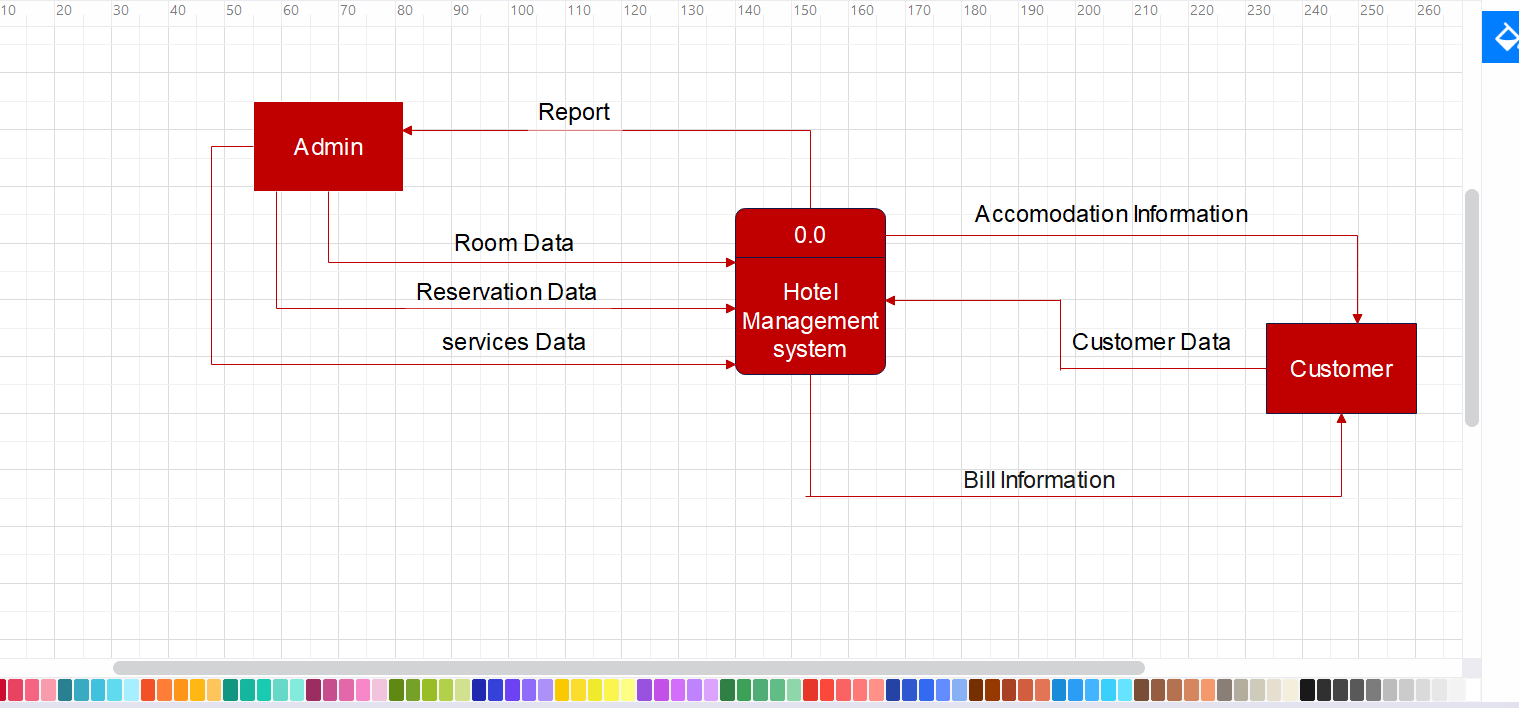 10 20 30 40 50 60 70 80 90 100 110 120 130 140 150 160 170 180 190 200 210 220 230 240 250 260
Report
Admin
Accomodation Information
0.0
Room Data
Hotel
Management
system
Reservation Data
services Data
Customer Data
Customer
Bill Information